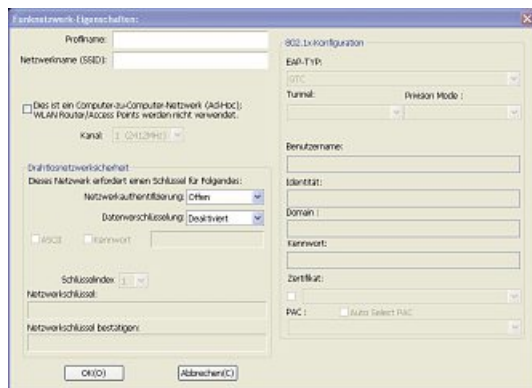 Funknetzwerk-Eigenschaften:
Profilname:
Netzwerkname (SSID):
Dies ist ein Computer-zu-Computer-Netzwerk (Ad-Hoc);
WLAN Router/Access Points werden nicht verwendet.
Kanal: 1 (2412MHz)
Drahtlosnetzwerksicherheit
Dieses Netzwerk erfordert einen Schlüssel für Folgendes:
Netzwerkauthentifizierung: Offen
Datenverschlüsselung: Deaktiviert
ASCII Kennwort
Schlüsselindex 1
Netzwerkschlüssel:
Netzwerkschlüssel bestätigen:
OK(O) Abbrechen(C)
802.1x-Konfiguration
EAP-TYP:
GTC
Tunnel: Provision Mode :
Benutzername:
Identität:
Domain :
Kennwort:
Zertifikat:
PAC : Auto Select PAC